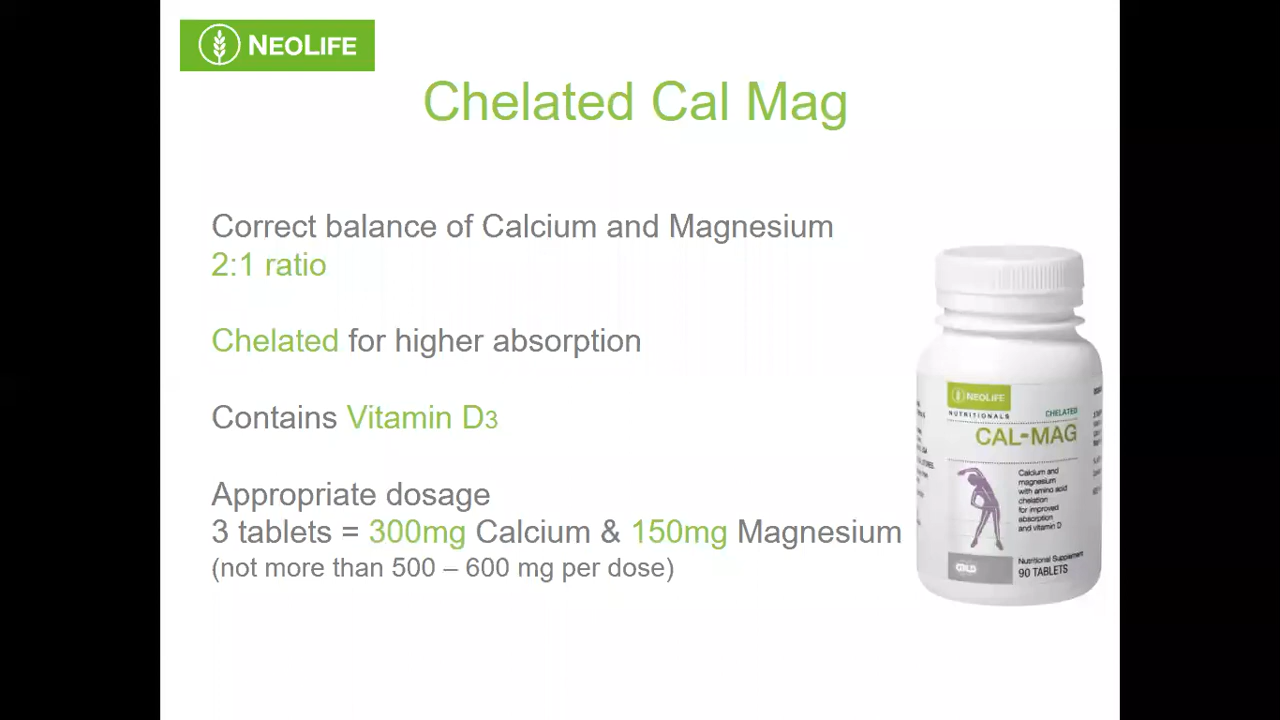 NEOLIFE
Chelated Cal Mag
Correct balance of Calcium and Magnesium
2:1 ratio
Chelated for higher absorption
Contains Vitamin D3
Appropriate dosage
3 tablets = 300mg Calcium & 150mg Magnesium
(not more than 500 – 600 mg per dose)
NEOLIFE
NUTRITIONALS
CHELATED
CAL-MAG
Calcium and
magnesium
with amino acid
chelation
for improved
absorption
and vitamin D
GOLD
Nutritional Supplement
90 TABLETS